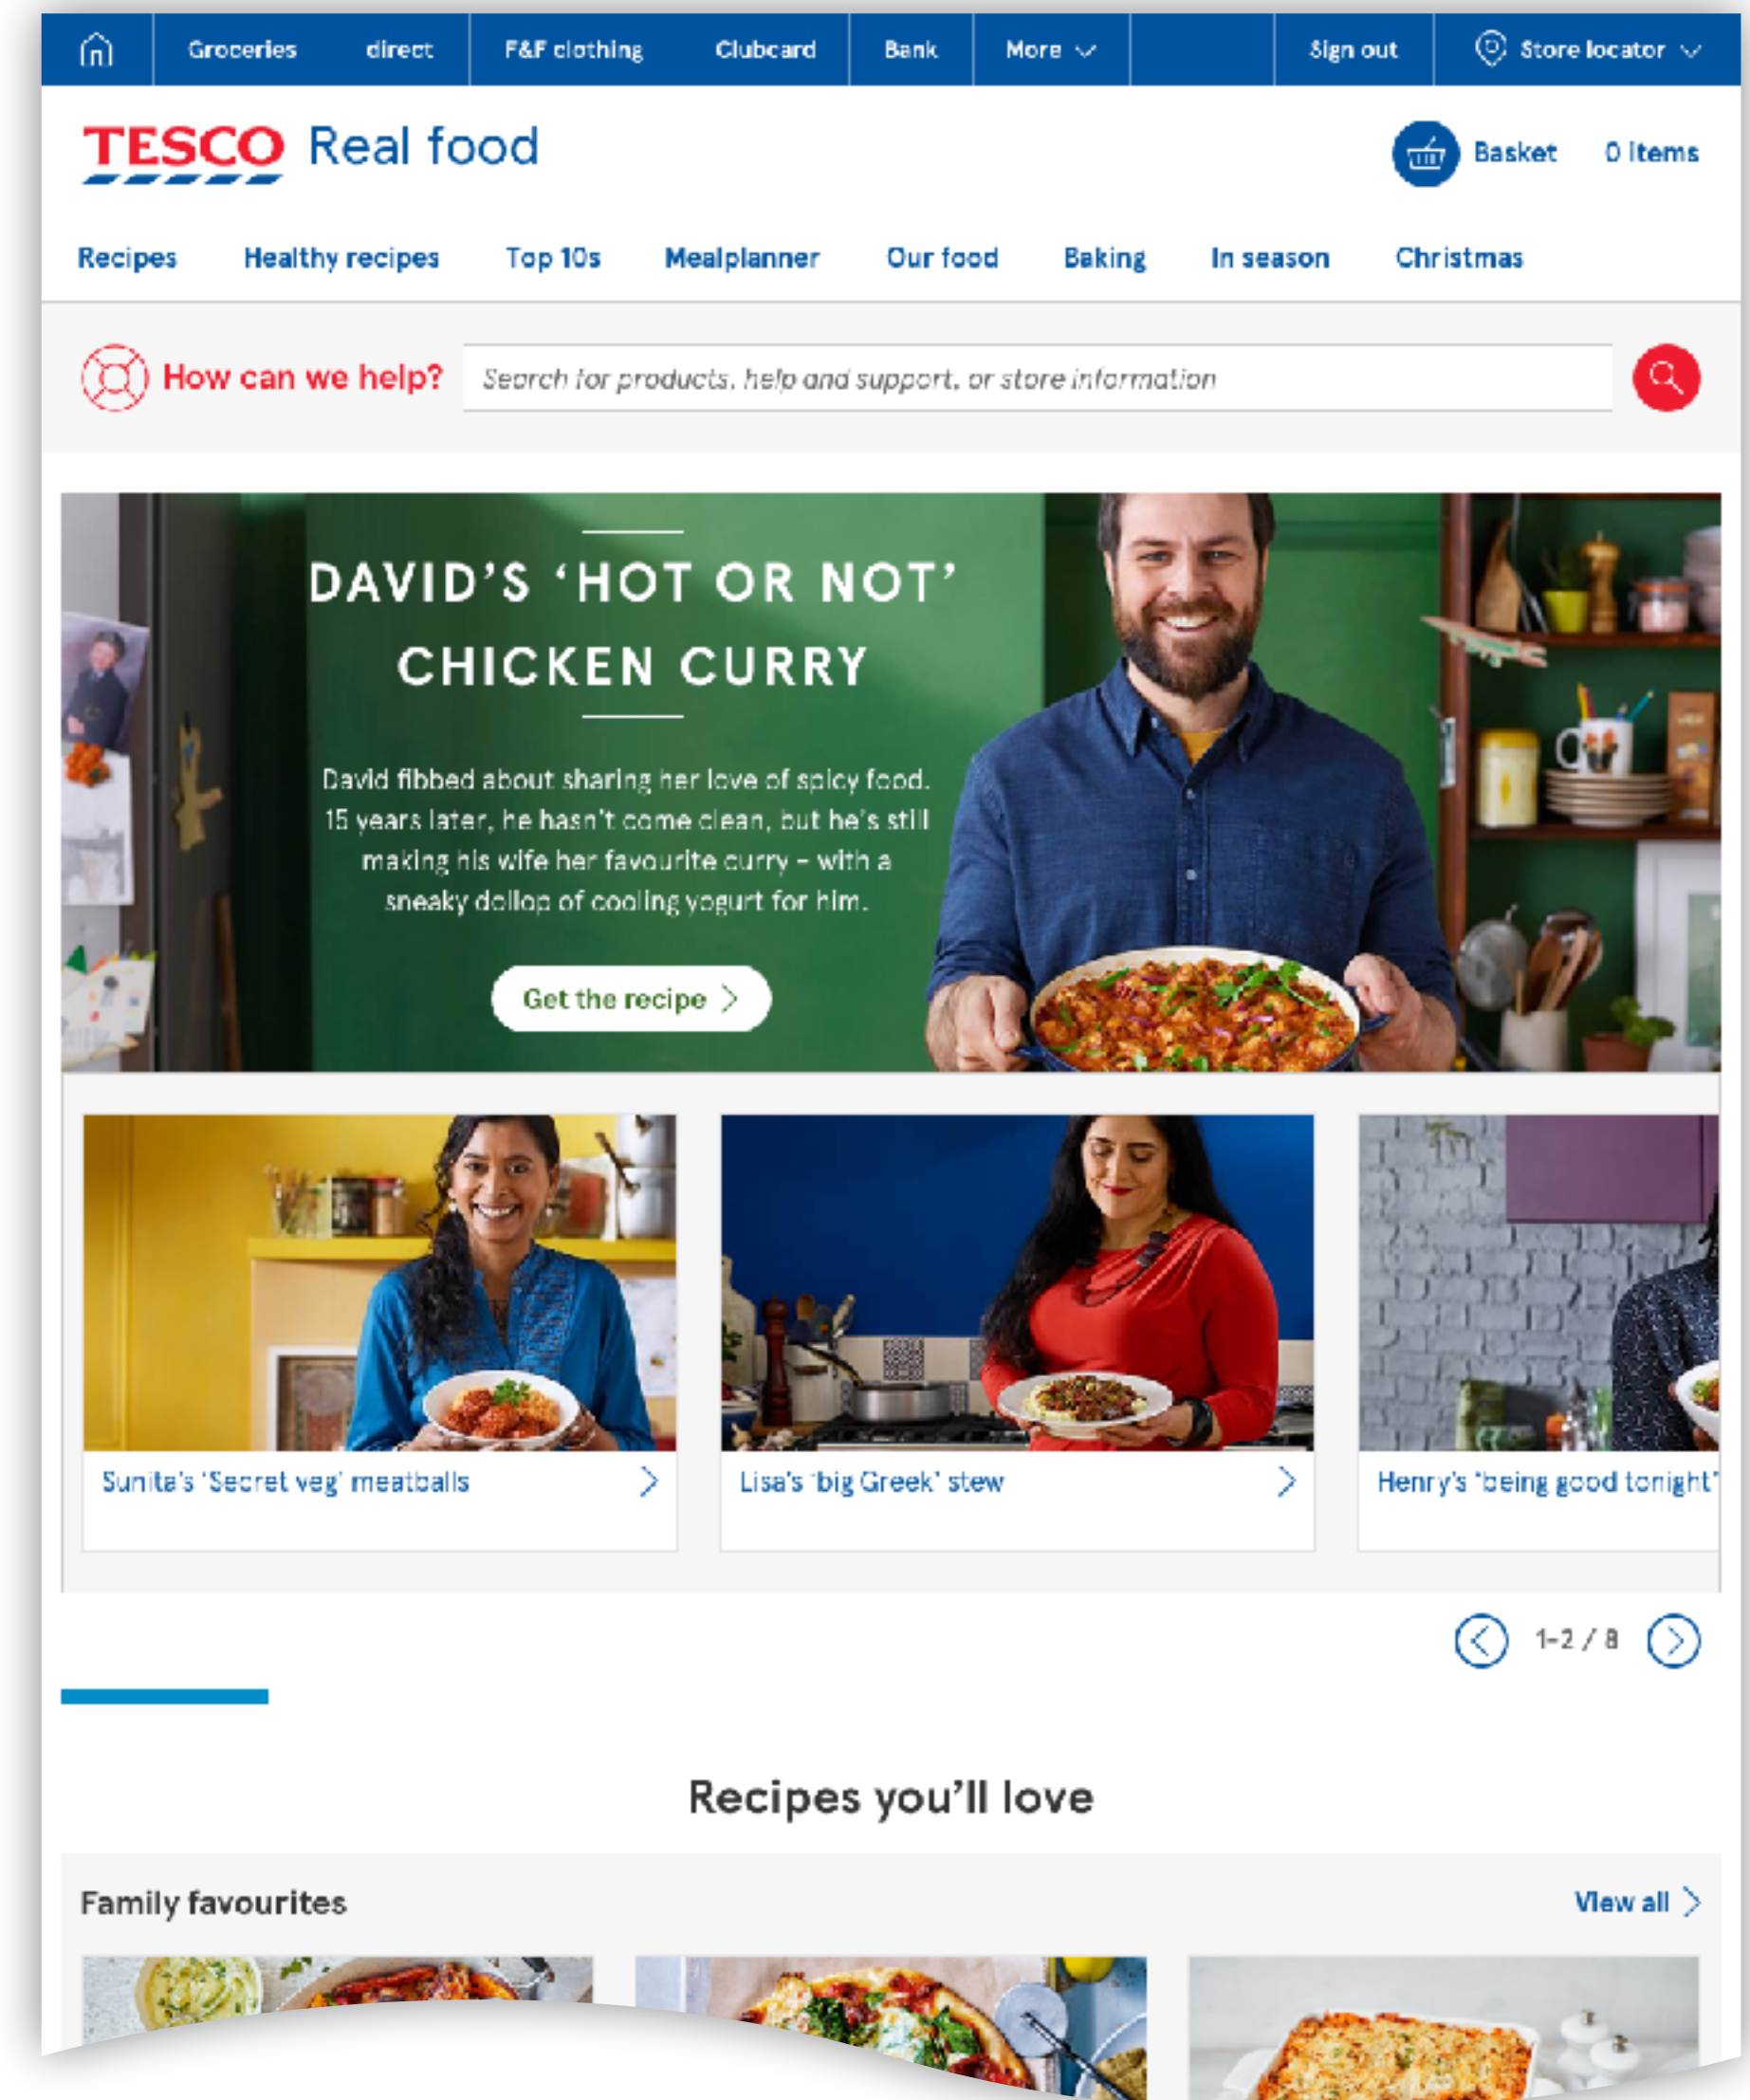 Groceries direct F&F clothing Clubcard Bank More Sign out Store locator
TESCO Real food
Basket 0 items
Recipes Healthy recipes Top 10s Mealplanner Our food Baking In season Christmas
How can we help? Search for products, help and support, or store information
DAVID’S ‘HOT OR NOT’
CHICKEN CURRY
David fibbed about sharing her love of spicy food.
15 years later, he hasn't come clean, but he's still
making his wife her favourite curry – with a
sneaky dollop of cooling yogurt for him.
Get the recipe
Sunita's 'Secret veg' meatballs
Lisa's 'big Greek' stew
Henry's 'being good tonight'
1-2 / 8
Recipes you’ll love
Family favourites
View all